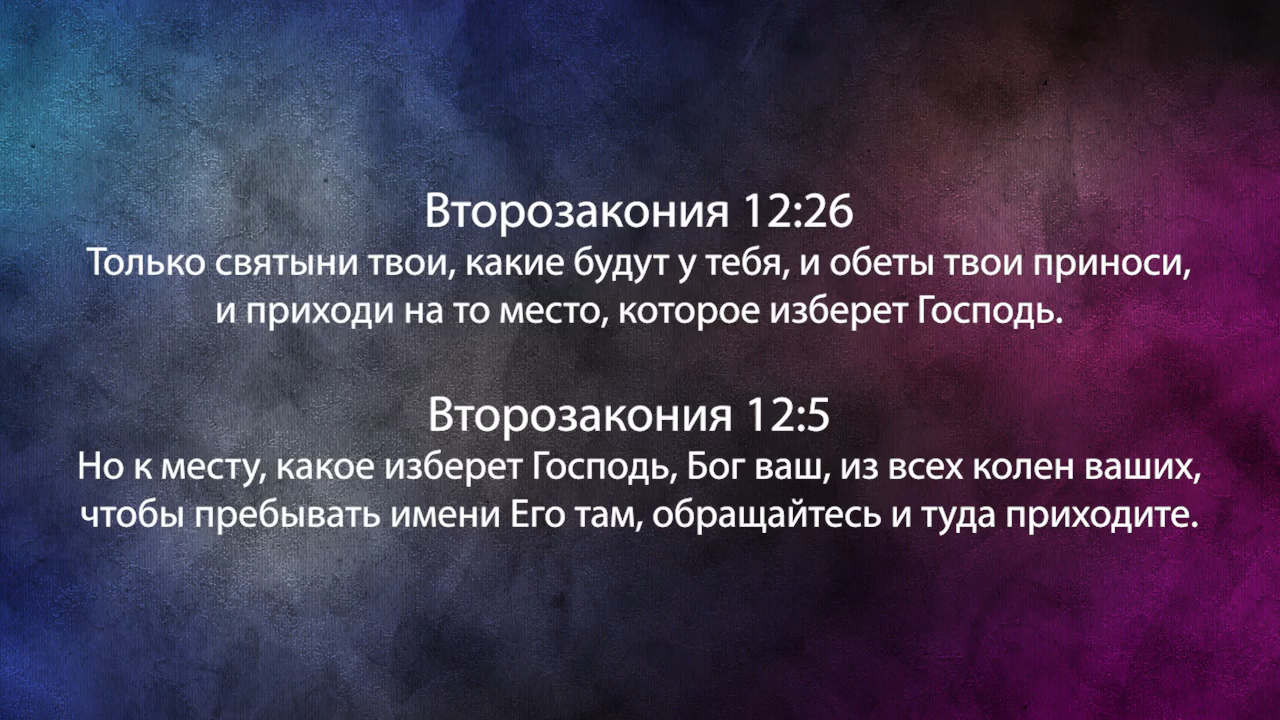 Второзакония 12:26
Только святыни твои, какие будут у тебя, и обеты твои приноси,
и приходи на то место, которое изберет Господь.
Второзакония 12:5
Но к месту, какое изберет Господь, Бог ваш, из всех колен ваших,
чтобы пребывать имени Его там, обращайтесь и туда приходите.